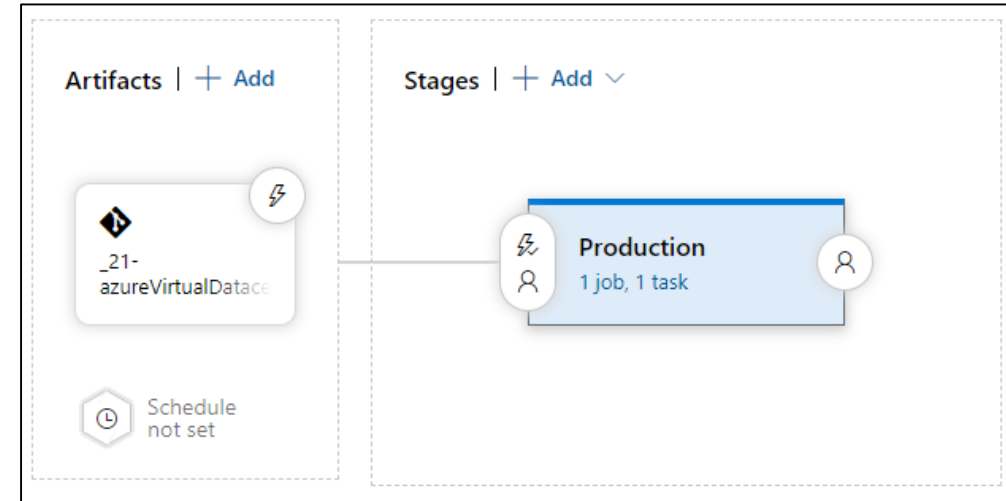 Artifacts | + Add
Stages | + Add
_21-
azureVirtualDatace
Production
1 job, 1 task
Schedule
not set